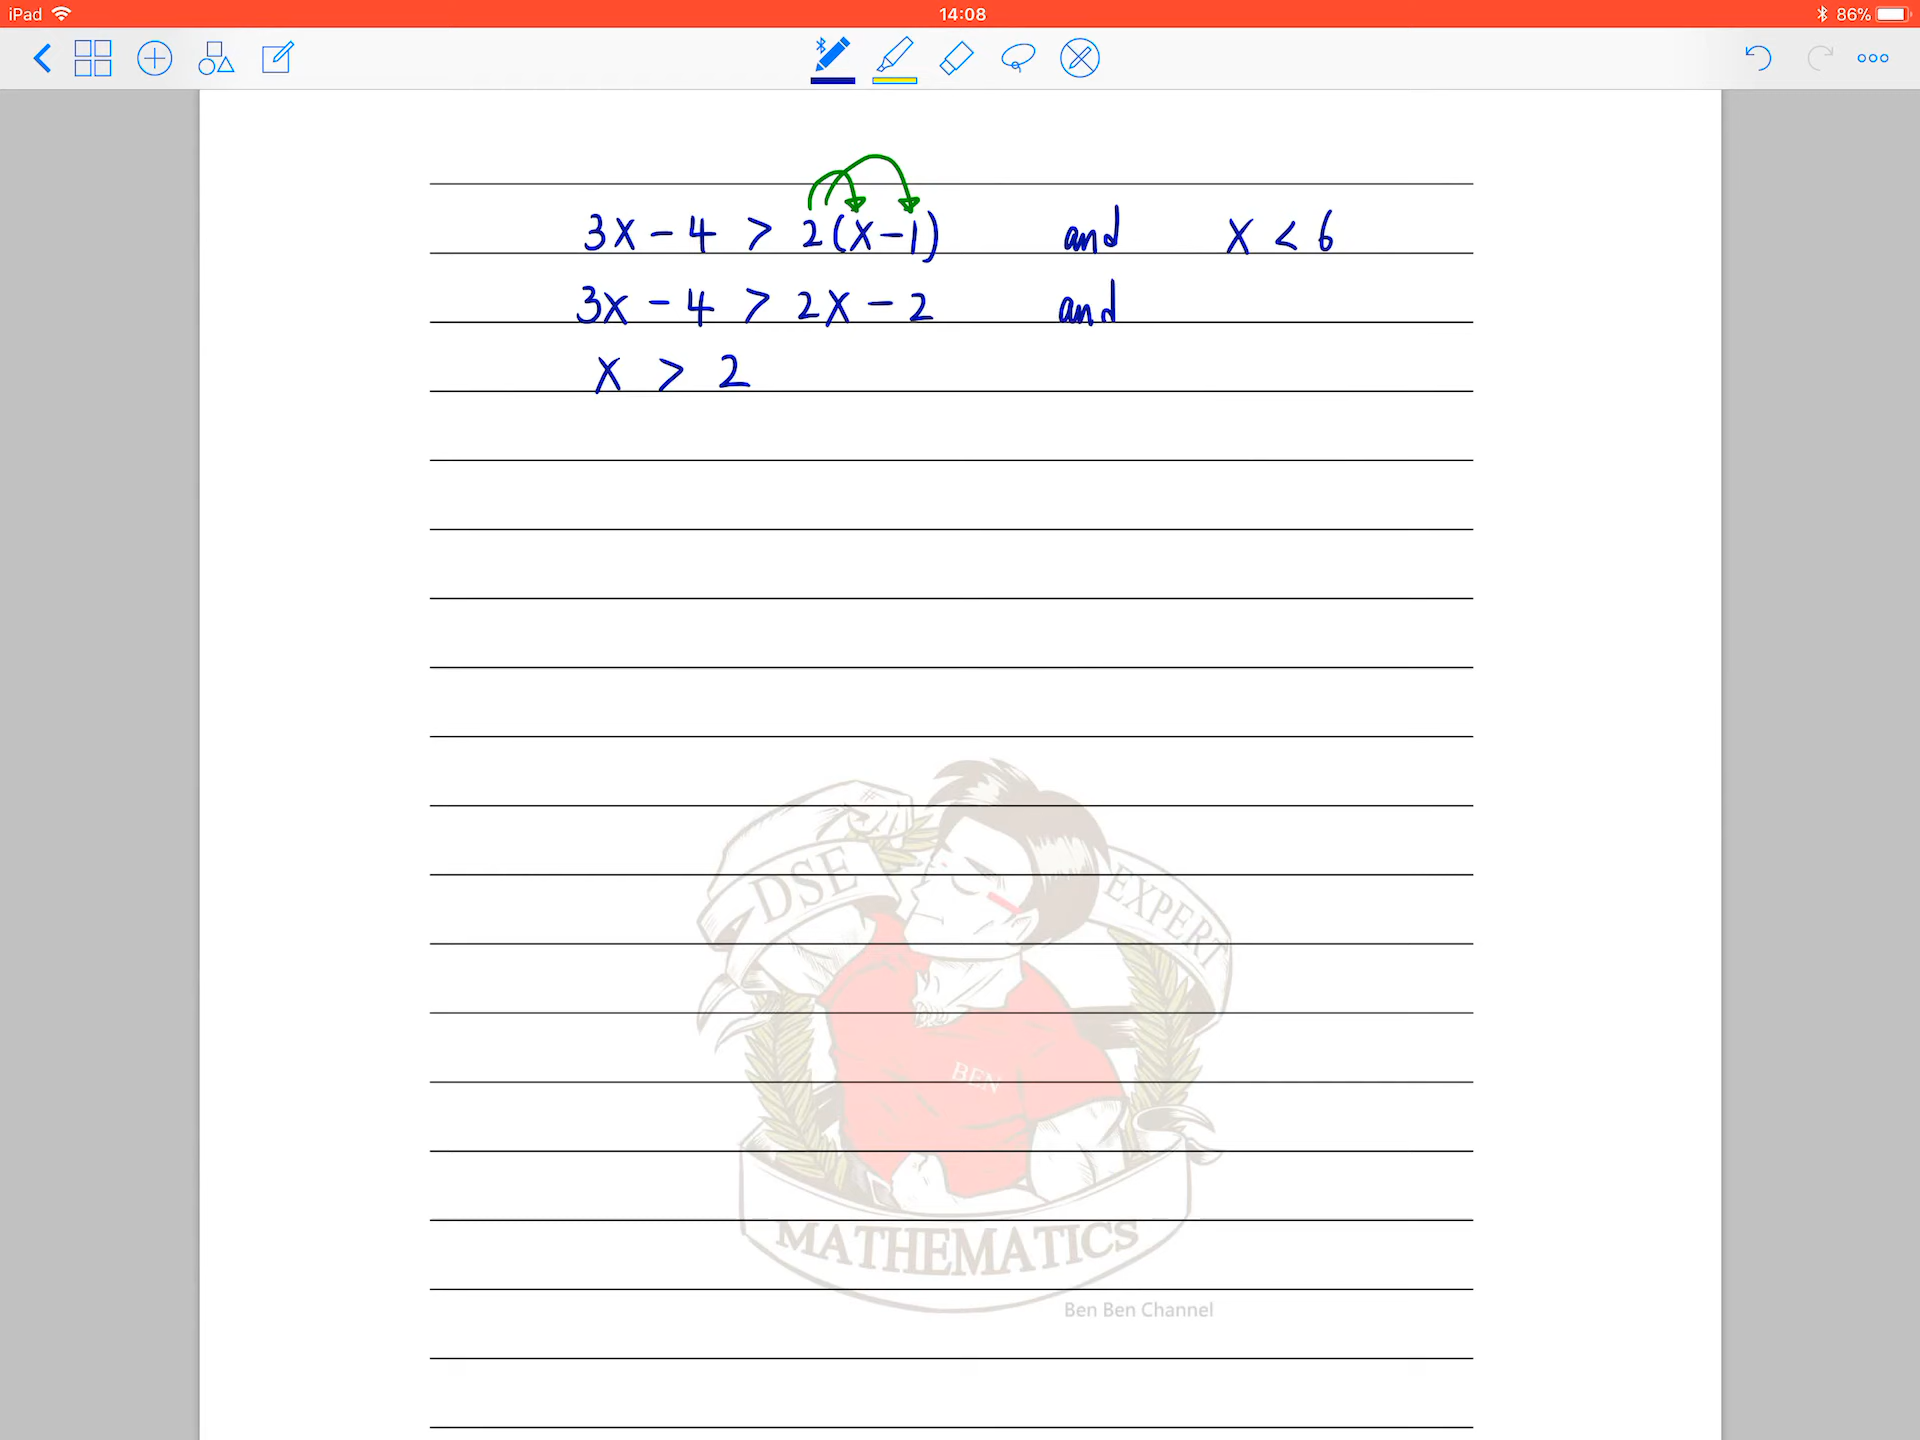 iPad 14:08 86%
3x - 4 > 2(x-1) and x < 6
3x - 4 > 2x - 2 and
x > 2
DSE EXPERT
BEN
MATHEMATICS
Ben Ben Channel